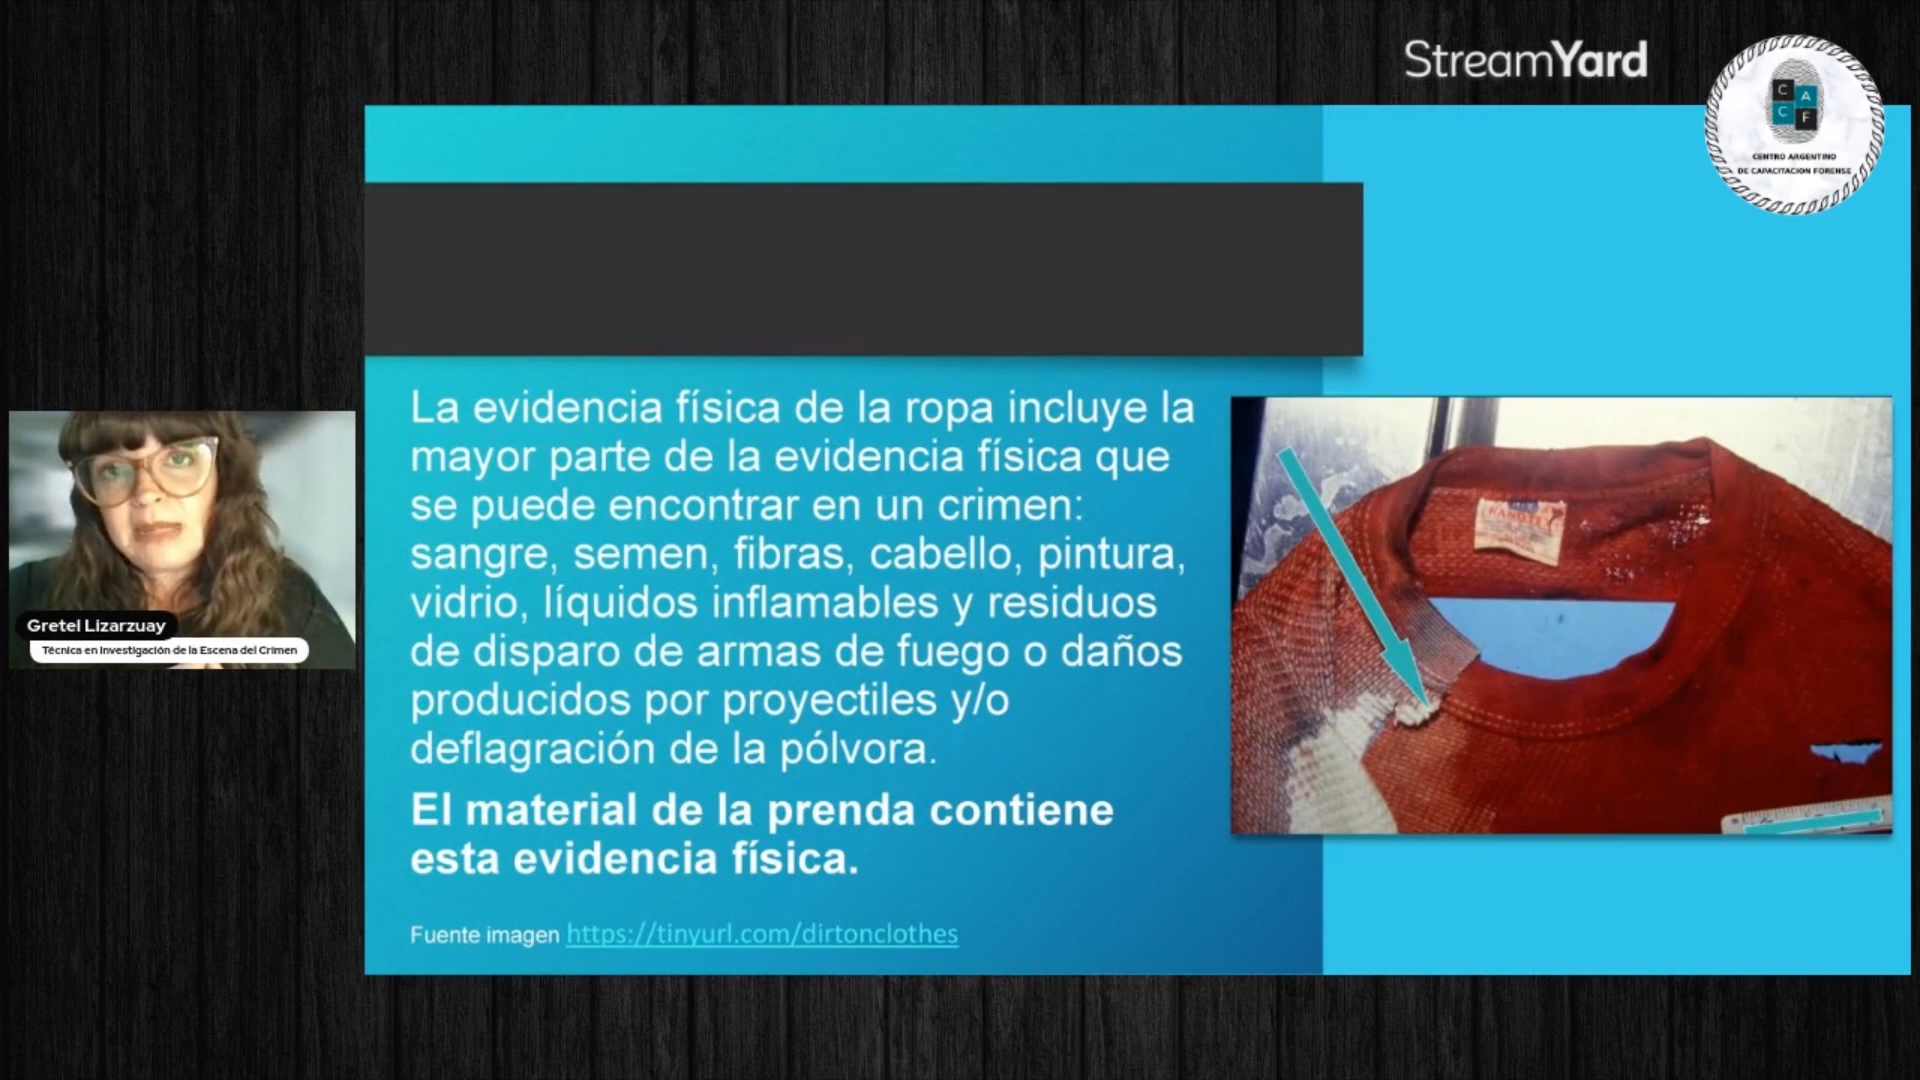 StreamYard
C
A
C
F
CENTRO ARGENTINO
DE CAPACITACION FORENSE
La evidencia física de la ropa incluye la
mayor parte de la evidencia física que
se puede encontrar en un crimen:
sangre, semen, fibras, cabello, pintura,
vidrio, líquidos inflamables y residuos
de disparo de armas de fuego o daños
producidos por proyectiles y/o
deflagración de la pólvora.
El material de la prenda contiene
esta evidencia física.
Fuente imagen https://tinyurl.com/dirtonclothes
Gretel Lizarzuay
Técnica en Investigación de la Escena del Crimen